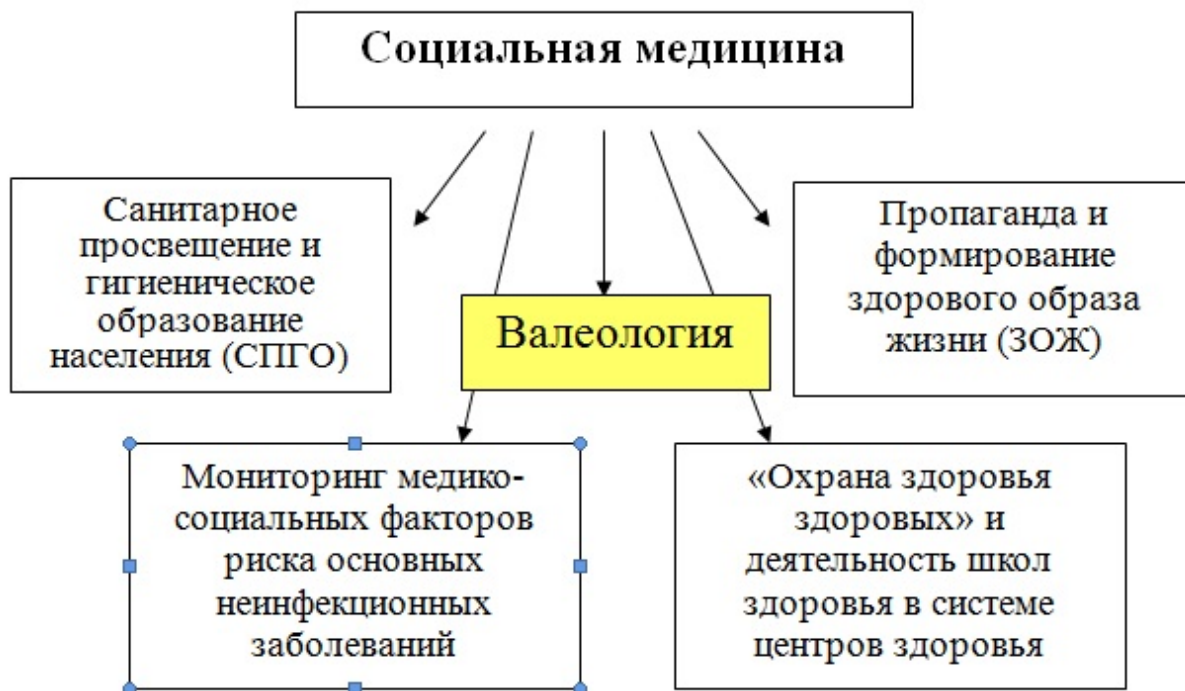 Социальная медицина
Санитарное
просвещение и
гигиеническое
образование
населения (СПГО)
Валеология
Пропаганда и
формирование
здорового образа
жизни (ЗОЖ)
Мониторинг медико-
социальных факторов
риска основных
неинфекционных
заболеваний
«Охрана здоровья
здоровых» и
деятельность школ
здоровья в системе
центров здоровья